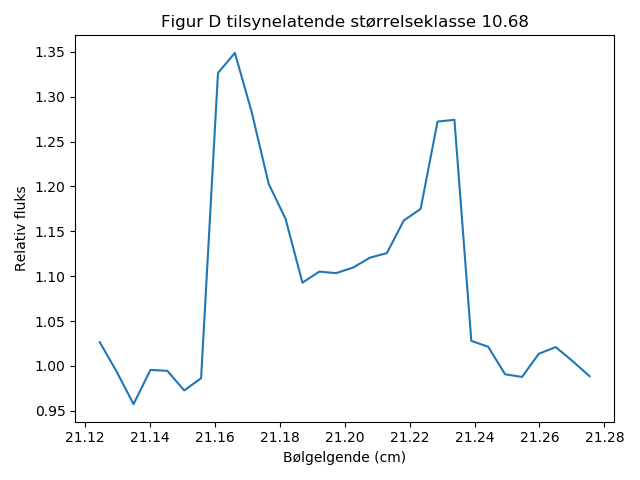 Figur D tilsynelatende størrelseklasse 10.68
Relativ fluks
1.35
1.30
1.25
1.20
1.15
1.10
1.05
1.00
0.95
21.12 21.14 21.16 21.18 21.20 21.22 21.24 21.26 21.28
Bølgelgende (cm)